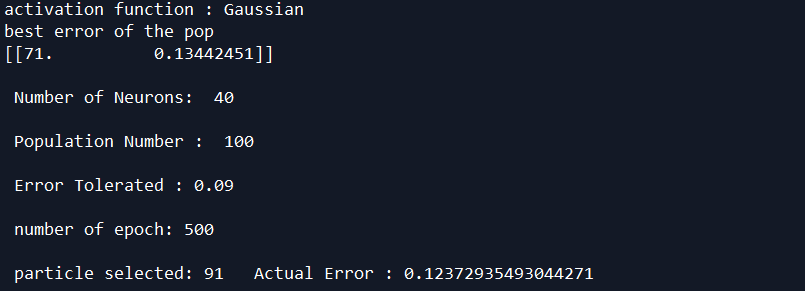 activation function : Gaussian
best error of the pop
[[71.          0.13442451]]
Number of Neurons:  40
Population Number :  100
Error Tolerated : 0.09
number of epoch: 500
particle selected: 91   Actual Error : 0.12372935493044271